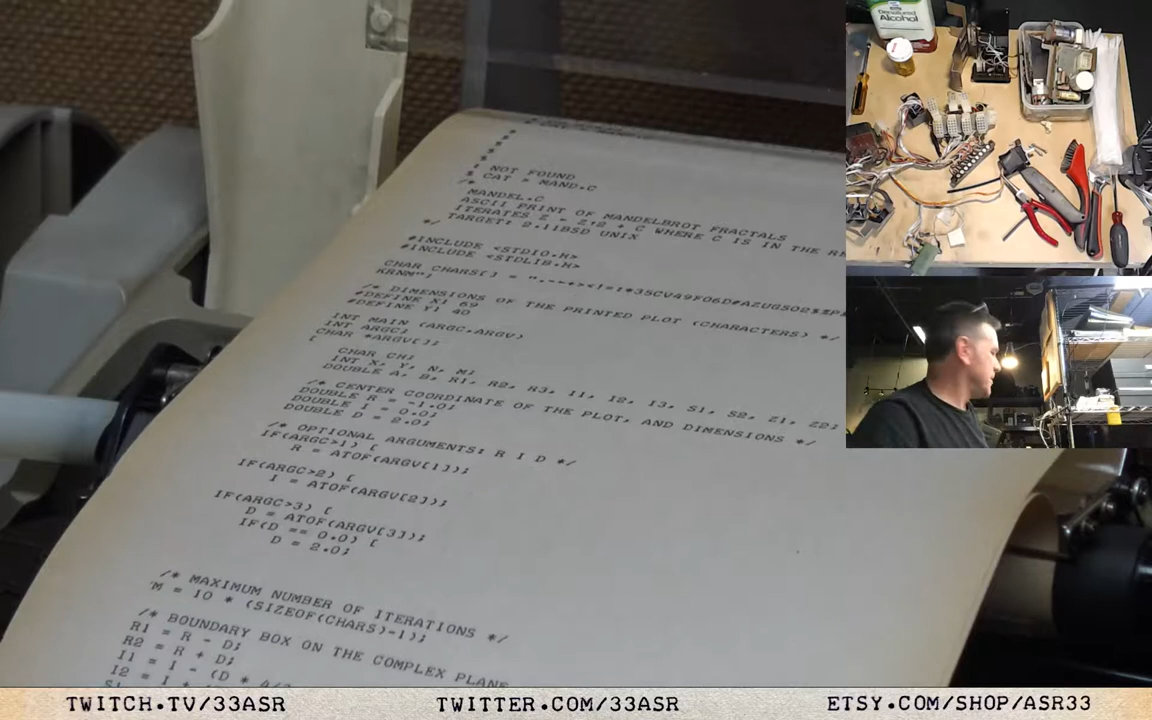 NOT FOUND
$ CAT > MAND.C
/*
MANDEL.C
ASCII PRINT OF MANDELBROT FRACTALS
ITERATES Z = Z↑2 + C WHERE C IS IN THE
TARGET: 2.11BSD UNIX
*/
#INCLUDE <STDIO.H>
#INCLUDE <STDLIB.H>
CHAR CHARS[] =
KRNM";
/* DIMENSIONS OF THE PRINTED PLOT (CHARACTERS) */
#DEFINE X1 69
#DEFINE Y1 40
INT MAIN (ARGC,ARGV)
INT ARGC;
CHAR *ARGV[];
[
CHAR CH;
INT X, Y, N, M;
DOUBLE A, B, R1, R2, R3, I1, I2, I3, S1, S2, Z1, Z2;
/* CENTER COORDINATE OF THE PLOT, AND DIMENSIONS */
DOUBLE R = -1.0;
DOUBLE I = 0.0;
DOUBLE D = 2.0;
/* OPTIONAL ARGUMENTS: R I D */
IF(ARGC>1) [
R = ATOF(ARGV[1]);
IF(ARGC>2) [
I = ATOF(ARGV[2]);
IF(ARGC>3) [
D = ATOF(ARGV[3]);
IF(D == 0.0) [
D = 2.0;
/* MAXIMUM NUMBER OF ITERATIONS */
M = 10 * (SIZEOF(CHARS)-1);
/* BOUNDARY BOX ON THE COMPLEX PLANE
R1 = R - D;
R2 = R + D;
I1 = I - (D *
I2 = I +
Denatured
Alcohol
TWITCH.TV/33ASR
TWITTER.COM/33ASR
ETSY.COM/SHOP/ASR33